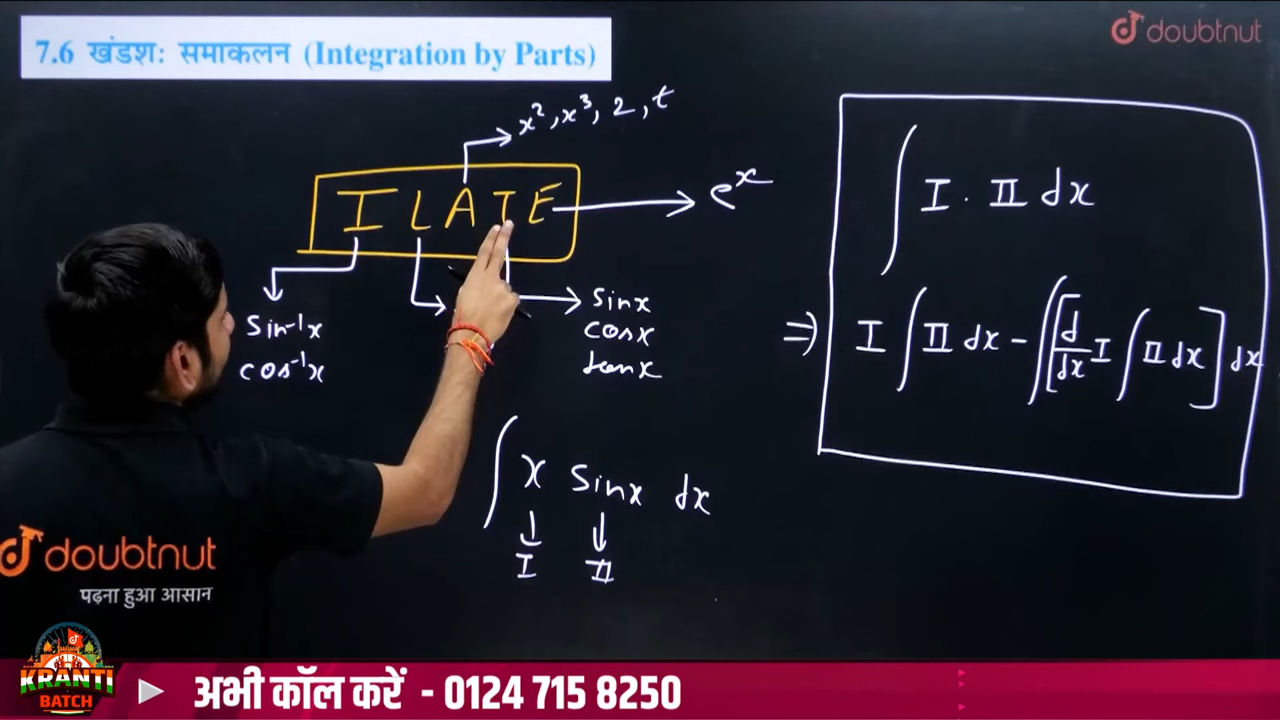 7.6 खंडशः समाकलन (Integration by Parts)
doubtnut
x², x³, 2, t
I L A T E
eˣ
sin⁻¹x
cos⁻¹x
sinx
cosx
tanx
∫ x sinx dx
I II
∫ I . II dx
⇒ I ∫ II dx - ∫[d/dx I ∫ II dx] dx
doubtnut
पढ़ना हुआ आसान
KRANTI
BATCH
अभी कॉल करें - 0124 715 8250